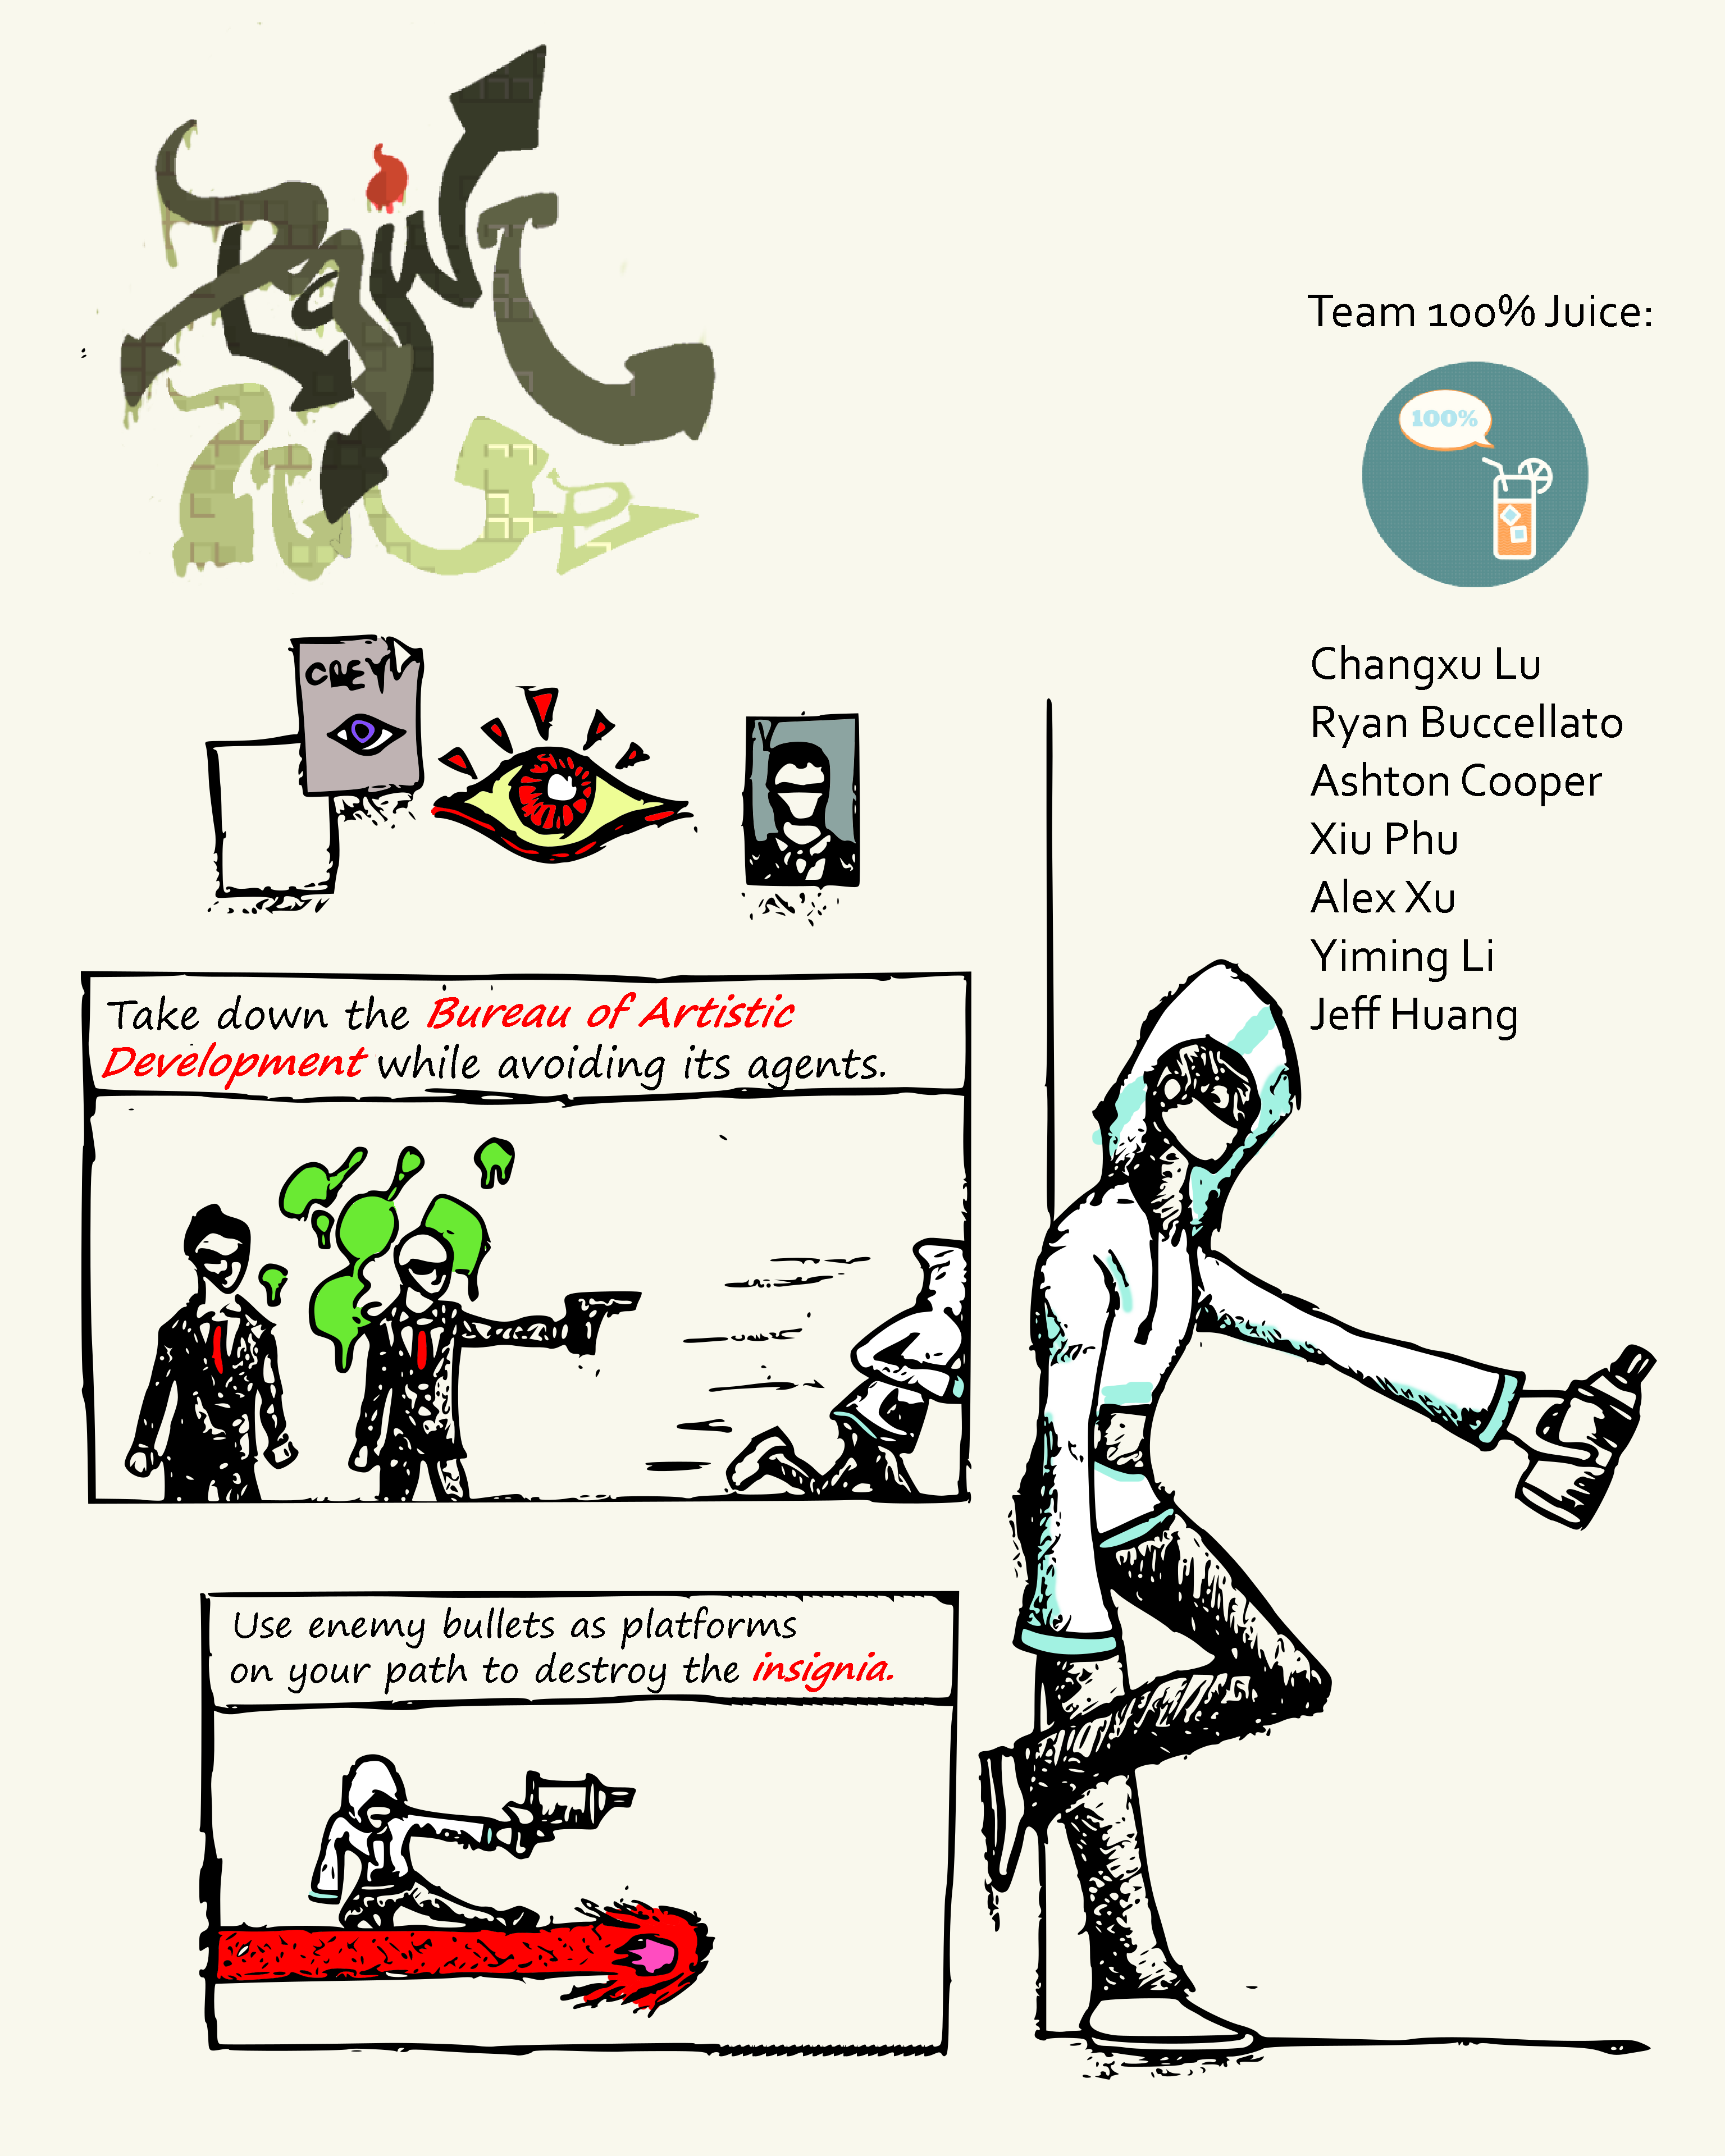 Paint
Team 100% Juice:
100%
Changxu Lu
Ryan Buccellato
Ashton Cooper
Xiu Phu
Alex Xu
Yiming Li
Jeff Huang
Take down the Bureau of Artistic
Development while avoiding its agents.
Use enemy bullets as platforms
on your path to destroy the insignia.